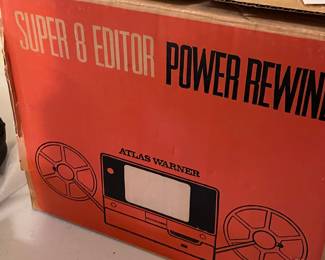 SUPER 8 EDITOR POWER REWIN
ATLAS WARNER